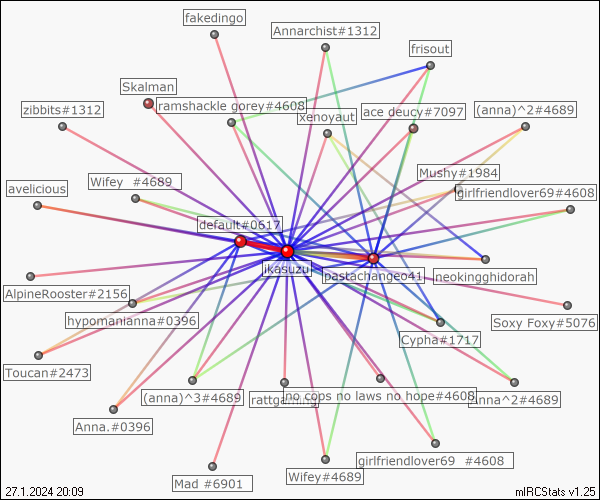 fakedingo
Annarchist#1312
frisout
Skalman
zibbits#1312
ramshackle gorey#4608
xenoyaut
ace deucy#7097
(anna)^2#4689
Mushy#1984
avelicious
Wifey #4689
girlfriendlover69#4608
default#0617
jkasuzu
pastachangeo41
neokingghidorah
AlpineRooster#2156
hypomanianna#0396
Soxy Foxy#5076
Cypha#1717
Toucan#2473
(anna)^3#4689
rattgaming
no cops no laws no hope#4608
Anna^2#4689
Anna.#0396
girlfriendlover69 #4608
Wifey#4689
Mad #6901
27.1.2024 20:09
mIRCStats v1.25